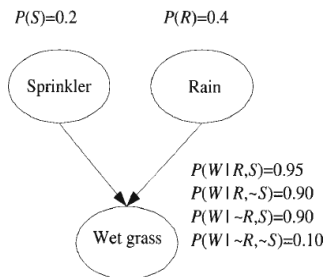 P(S)=0.2
P(R)=0.4
Sprinkler
Rain
P(W | R,S)=0.95
P(W | R,~S)=0.90
P(W | ~R,S)=0.90
P(W | ~R,~S)=0.10
Wet grass